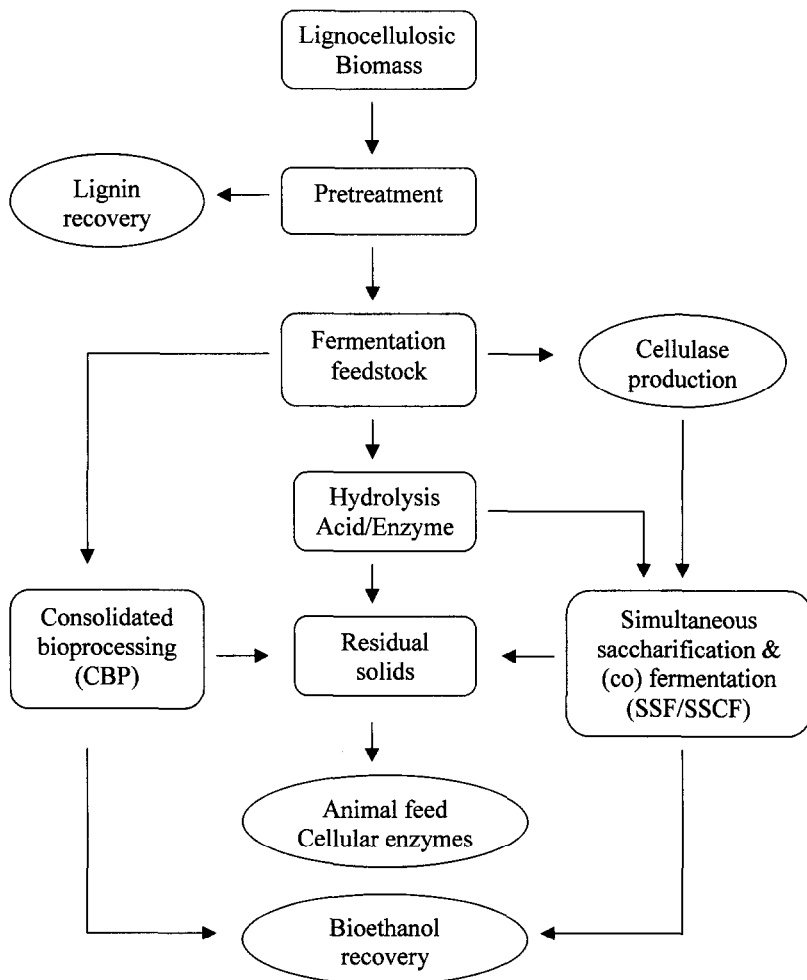 Lignocellulosic
Biomass
Lignin
recovery
Pretreatment
Fermentation
feedstock
Cellulase
production
Hydrolysis
Acid/Enzyme
Consolidated
bioprocessing
(CBP)
Residual
solids
Simultaneous
saccharification &
(co) fermentation
(SSF/SSCF)
Animal feed
Cellular enzymes
Bioethanol
recovery